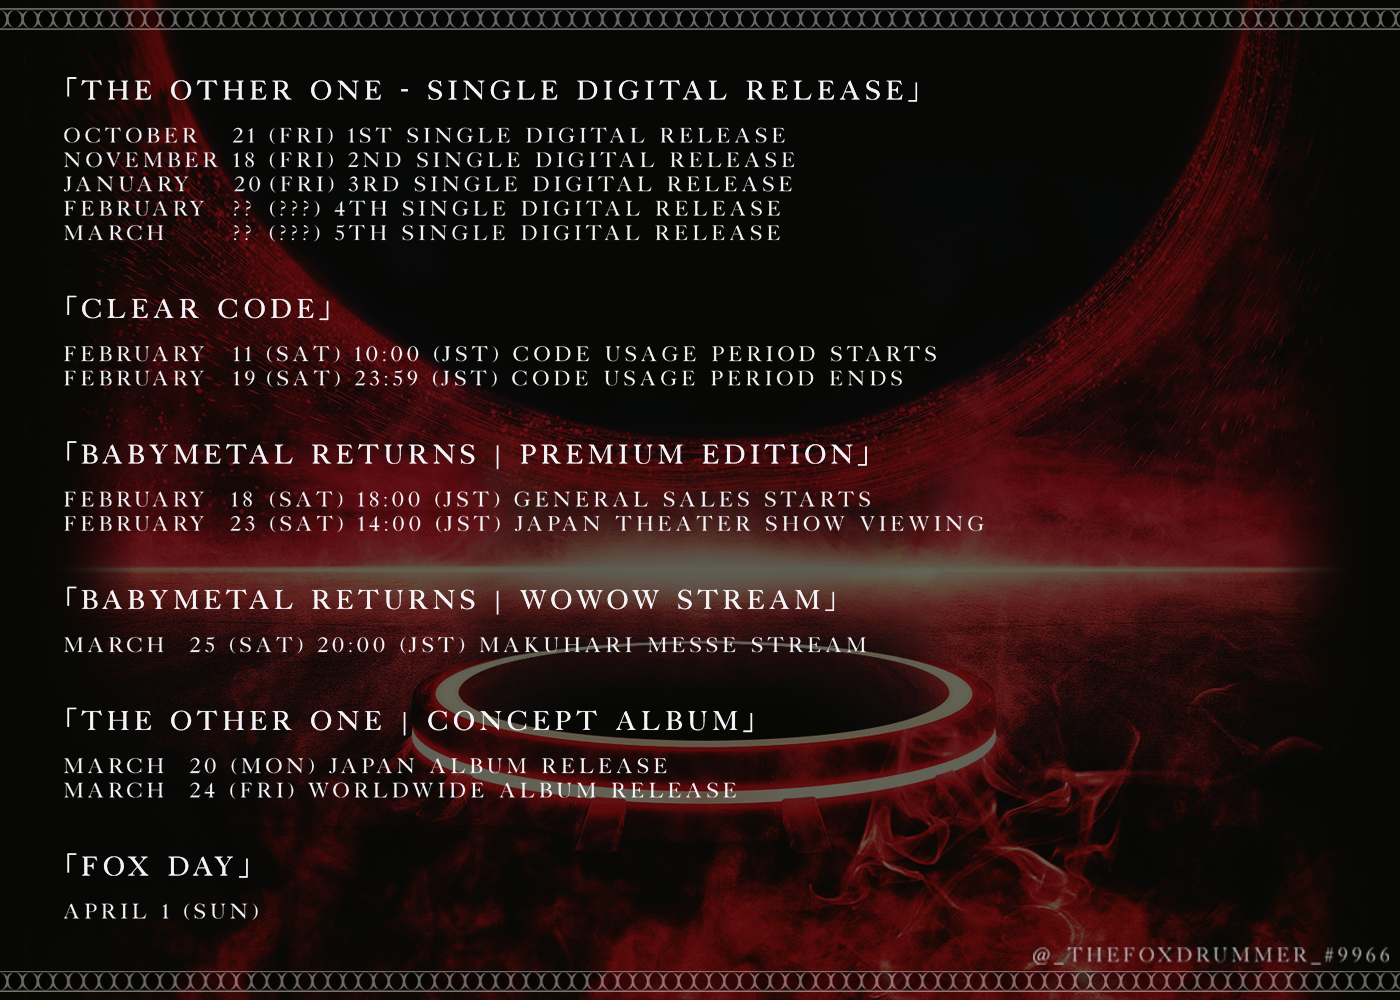 「THE OTHER ONE - SINGLE DIGITAL RELEASE」
OCTOBER 21 (FRI) 1ST SINGLE DIGITAL RELEASE
NOVEMBER 18 (FRI) 2ND SINGLE DIGITAL RELEASE
JANUARY 20 (FRI) 3RD SINGLE DIGITAL RELEASE
FEBRUARY ?? (???) 4TH SINGLE DIGITAL RELEASE
MARCH ?? (???) 5TH SINGLE DIGITAL RELEASE
「CLEAR CODE」
FEBRUARY 11 (SAT) 10:00 (JST) CODE USAGE PERIOD STARTS
FEBRUARY 19 (SAT) 23:59 (JST) CODE USAGE PERIOD ENDS
「BABYMETAL RETURNS | PREMIUM EDITION」
FEBRUARY 18 (SAT) 18:00 (JST) GENERAL SALES STARTS
FEBRUARY 23 (SAT) 14:00 (JST) JAPAN THEATER SHOW VIEWING
「BABYMETAL RETURNS | WOWOW STREAM」
MARCH 25 (SAT) 20:00 (JST) MAKUHARI MESSE STREAM
「THE OTHER ONE | CONCEPT ALBUM」
MARCH 20 (MON) JAPAN ALBUM RELEASE
MARCH 24 (FRI) WORLDWIDE ALBUM RELEASE
「FOX DAY」
APRIL 1 (SUN)
@_THEFOXDRUMMER_#9966